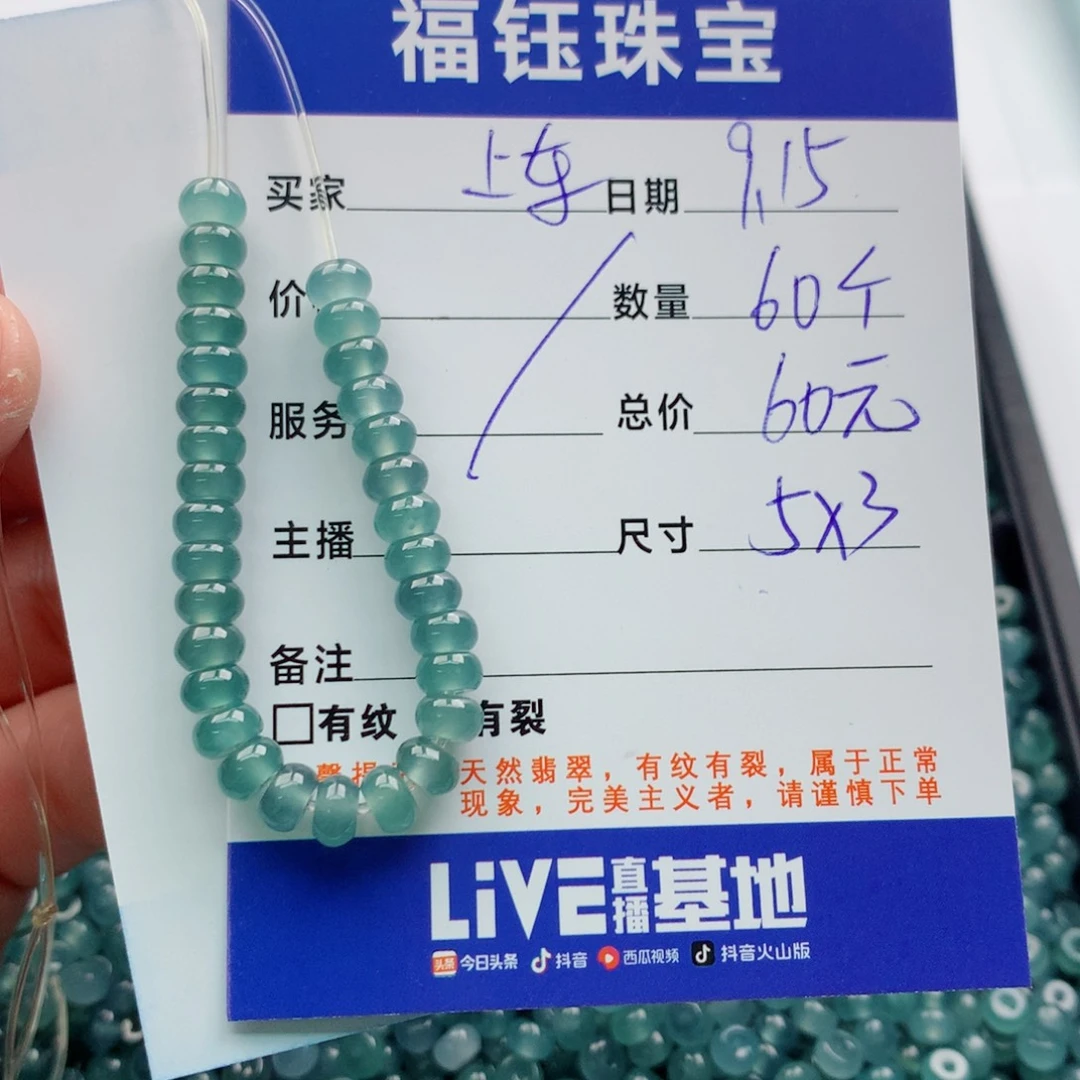 福钰珠宝
买家 上车 日期 9.15
价 数量 60个
服务 总价 60元
主播 尺寸 5x3
备注
有纹 有裂
天然翡翠，有纹有裂，属于正常
现象，完美主义者，请谨慎下单
LiVE直播基地
头条 今日头条 抖音 西瓜视频 抖音火山版